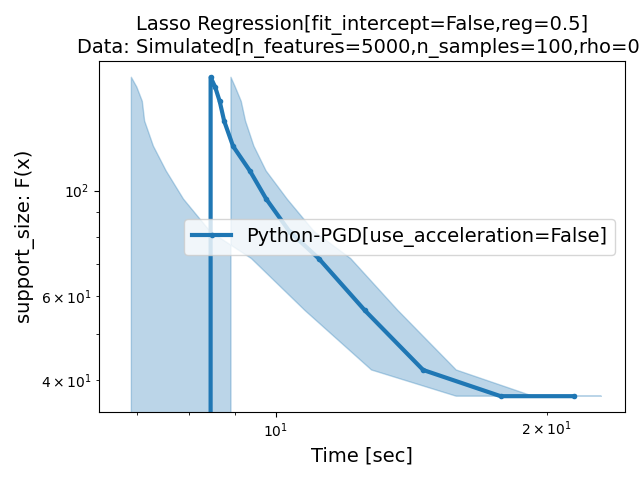 Lasso Regression[fit_intercept=False,reg=0.5]
Data: Simulated[n_features=5000,n_samples=100,rho=0
support_size: F(x)
10²
6 × 10¹
4 × 10¹
Python-PGD[use_acceleration=False]
10¹
2 × 10¹
Time [sec]